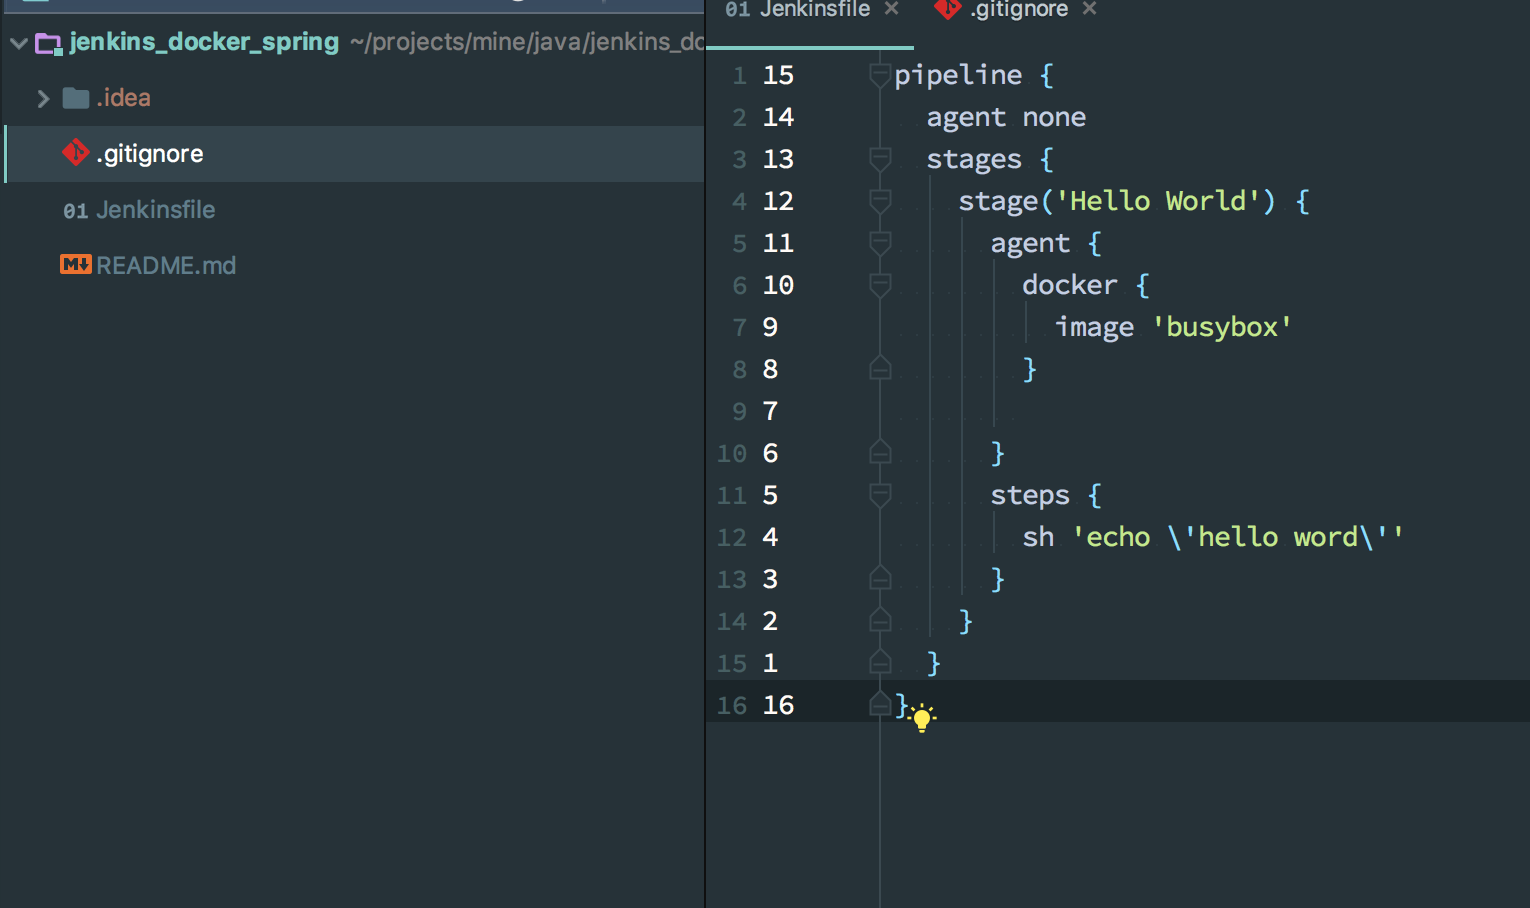 jenkins_docker_spring ~/projects/mine/java/jenkins_do
.idea
.gitignore
01 Jenkinsfile
M↓ README.md
01 Jenkinsfile × .gitignore ×
1 15 pipeline {
2 14 agent none
3 13 stages {
4 12 stage('Hello World') {
5 11 agent {
6 10 docker {
7 9 image 'busybox'
8 8 }
9 7
10 6 }
11 5 steps {
12 4 sh 'echo \'hello word\''
13 3 }
14 2 }
15 1 }
16 16 }